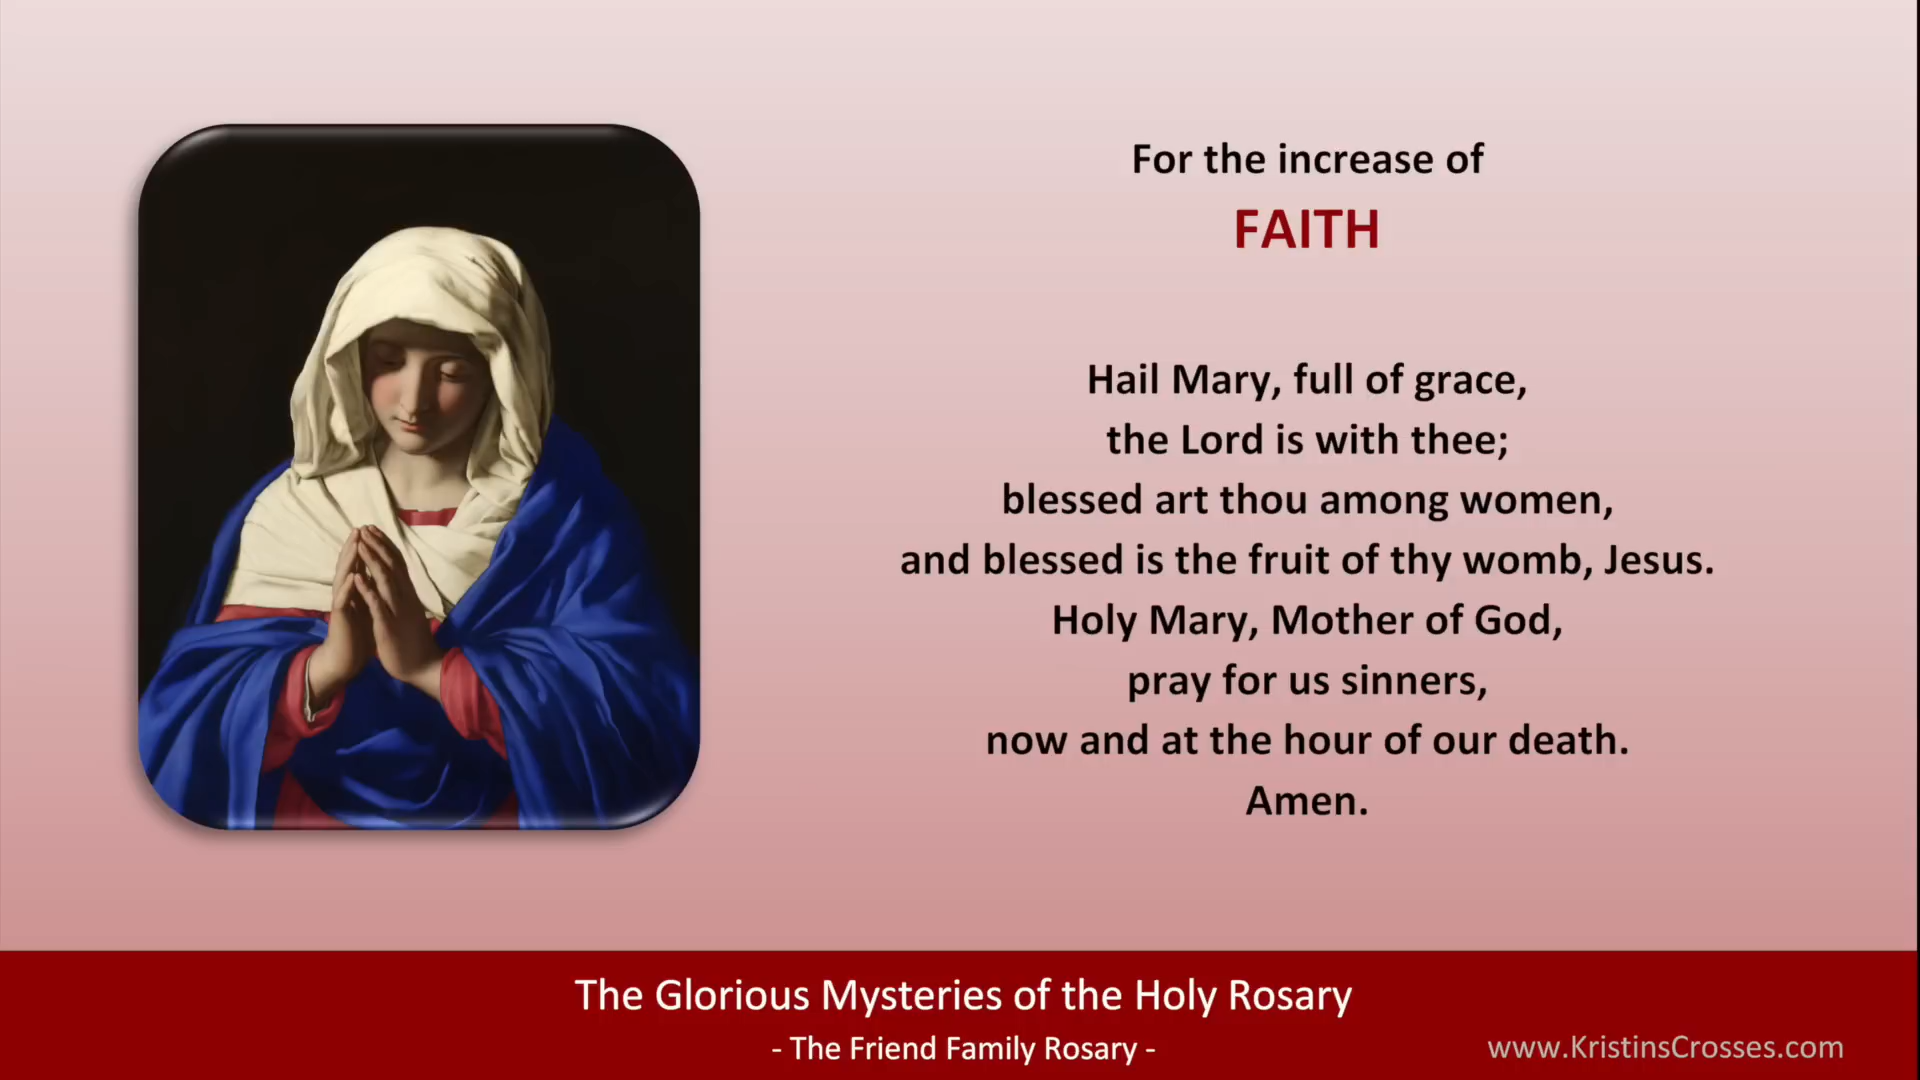 For the increase of
FAITH
Hail Mary, full of grace,
the Lord is with thee;
blessed art thou among women,
and blessed is the fruit of thy womb, Jesus.
Holy Mary, Mother of God,
pray for us sinners,
now and at the hour of our death.
Amen.
The Glorious Mysteries of the Holy Rosary
- The Friend Family Rosary -
www.KristinsCrosses.com